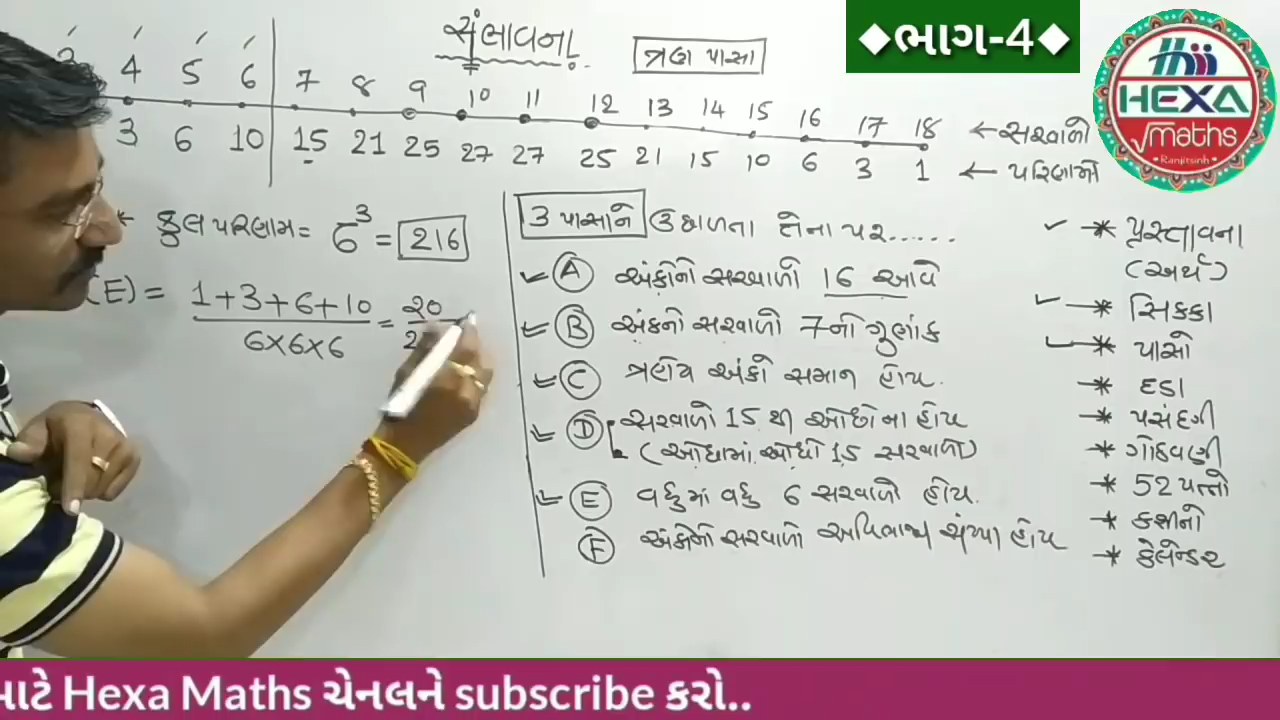 ◆ભાગ-4◆
સંભાવના
ત્રણ પાસા
4 5 6 7 8 9 10 11 12 13 14 15 16 17 18 ← સરવાળો
3 6 10 15 21 25 27 27 25 21 15 10 6 3 1 ← પરિણામો
HEXA
maths
Ranjitsinh
* કુલ પરિણામ = 6³ = 216
(E) = 1+3+6+10 / 6×6×6 = 20 / 2
3 પાસાને ઉછાળતા તેના પર......
A અંકોનો સરવાળો 16 આવે
B અંકનો સરવાળો 7નો ગુણાંક
C ત્રણેય અંકો સમાન હોય.
D સરવાળો 15 થી ઓછો ના હોય
(ઓછામાં ઓછો 15 સરવાળો)
E વધુમાં વધુ 6 સરવાળો હોય.
F અંકોનો સરવાળો અવિભાજ્ય સંખ્યા હોય
* પ્રસ્તાવના
(અર્થ)
* સિક્કા
* પાસો
* દડા
* પસંદગી
* ગોઠવણી
* 52 પત્તો
* કસીનો
* કેલેન્ડર
માટે Hexa Maths ચેનલને subscribe કરો..